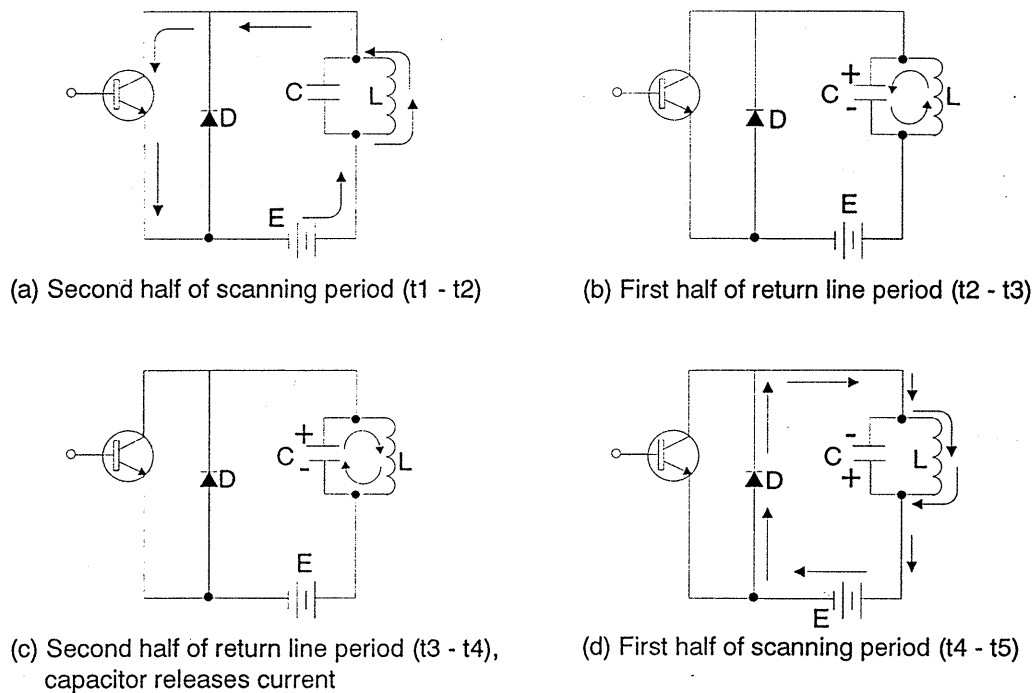 C L
D
E
(a) Second half of scanning period (t1 - t2)
+
C L
-
D
E
(b) First half of return line period (t2 - t3)
+
C L
-
D
E
(c) Second half of return line period (t3 - t4),
capacitor releases current
-
C L
+
D
E
(d) First half of scanning period (t4 - t5)